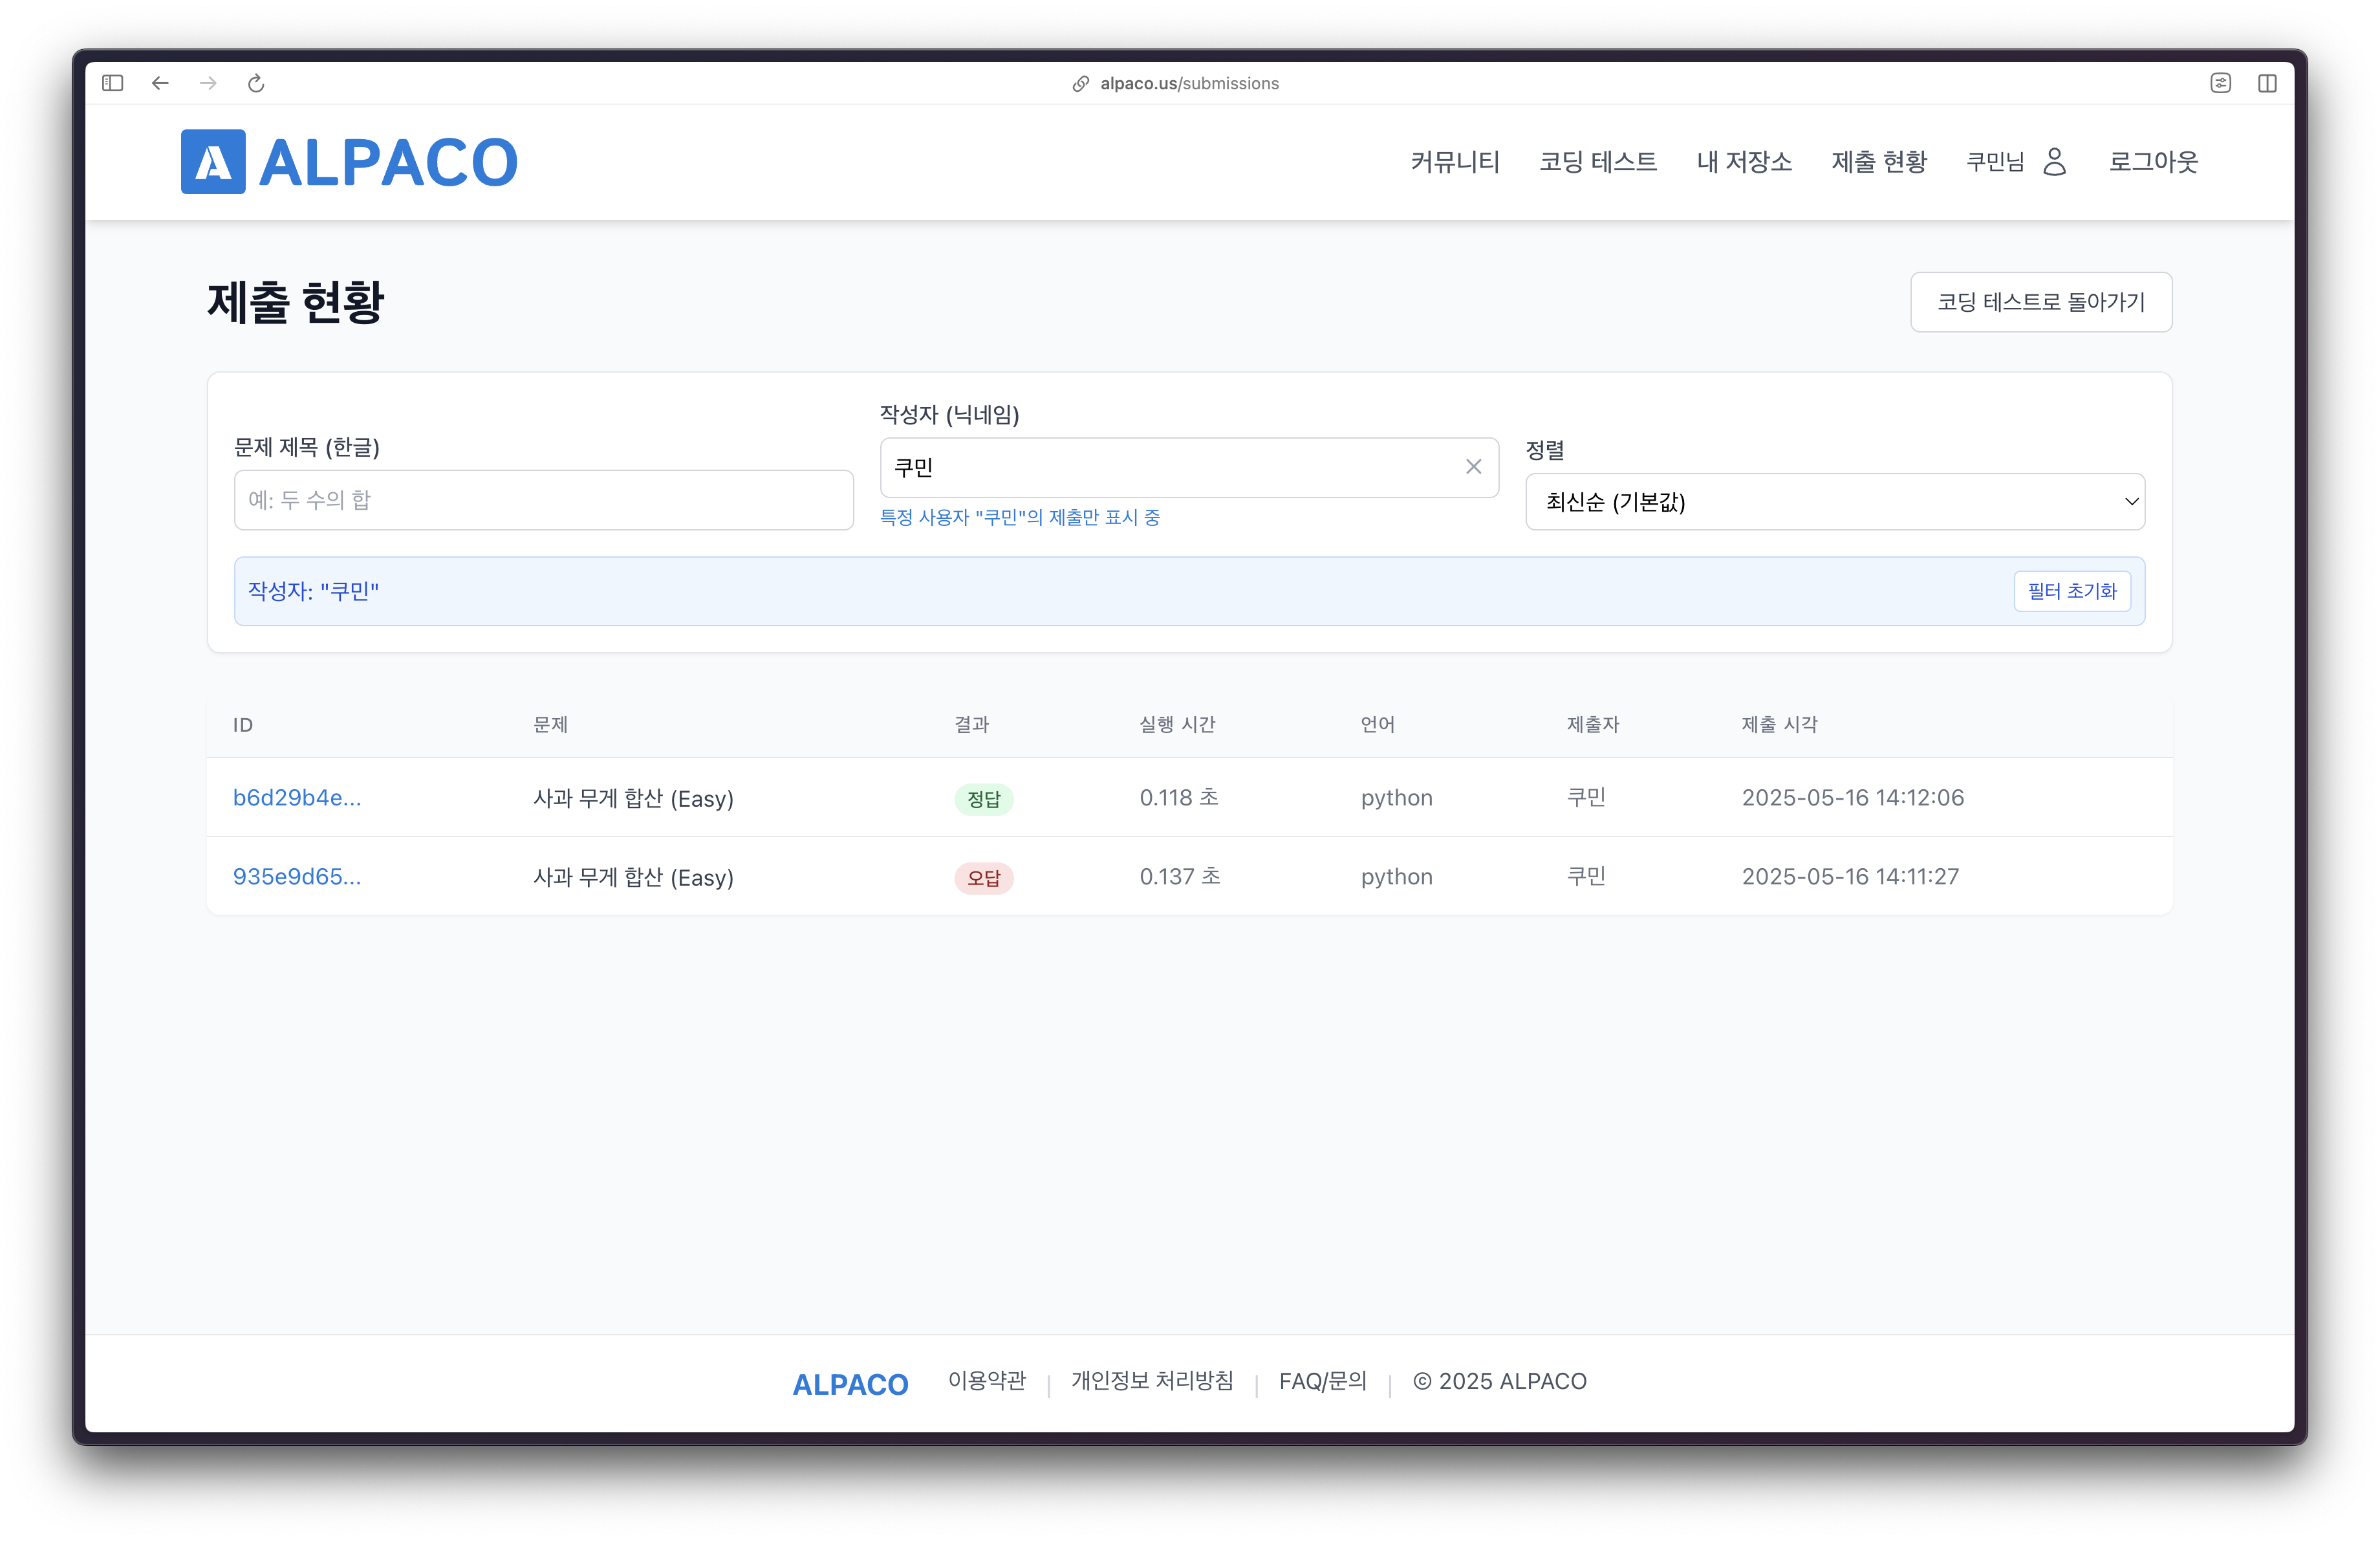 alpaco.us/submissions
ALPACO
커뮤니티 코딩 테스트 내 저장소 제출 현황 쿠민님 로그아웃
제출 현황
코딩 테스트로 돌아가기
문제 제목 (한글)
예: 두 수의 합
작성자 (닉네임)
쿠민
특정 사용자 "쿠민"의 제출만 표시 중
정렬
최신순 (기본값)
작성자: "쿠민"
필터 초기화
ID 문제 결과 실행 시간 언어 제출자 제출 시각
b6d29b4e... 사과 무게 합산 (Easy) 정답 0.118 초 python 쿠민 2025-05-16 14:12:06
935e9d65... 사과 무게 합산 (Easy) 오답 0.137 초 python 쿠민 2025-05-16 14:11:27
ALPACO 이용약관 | 개인정보 처리방침 | FAQ/문의 | © 2025 ALPACO